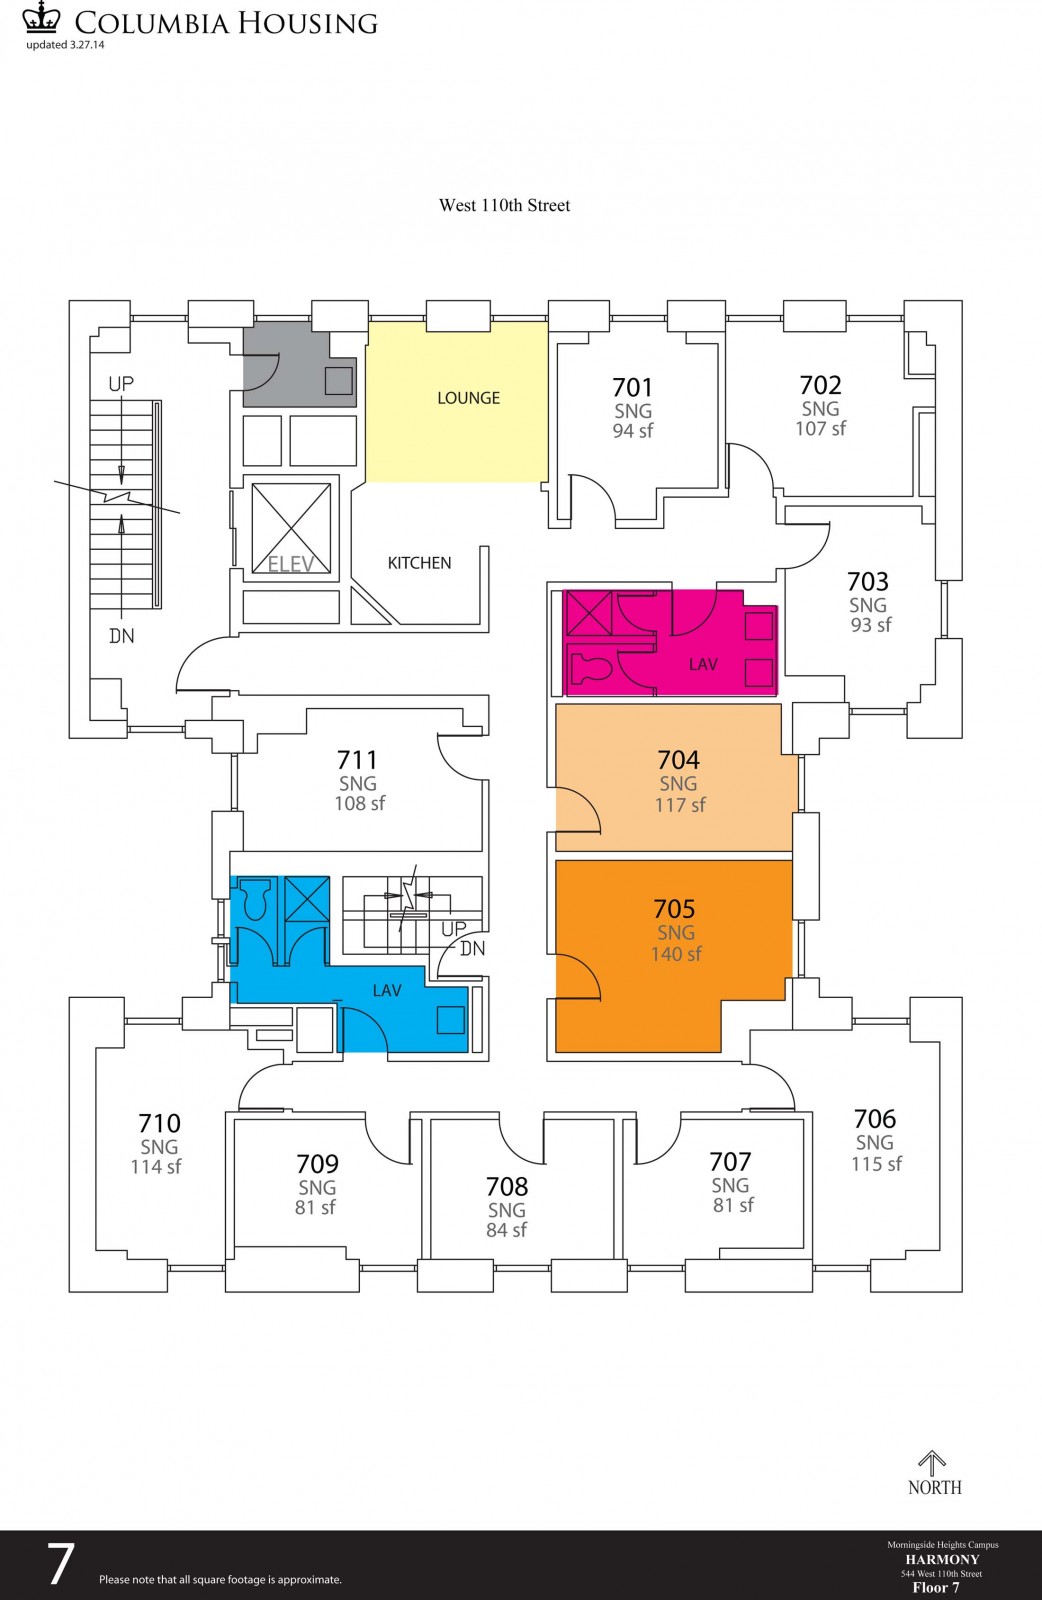 COLUMBIA HOUSING
updated 3.27.14
West 110th Street
UP
LOUNGE
701
SNG
94 sf
702
SNG
107 sf
ELEV
KITCHEN
703
SNG
93 sf
DN
LAV
711
SNG
108 sf
704
SNG
117 sf
705
SNG
140 sf
UP
DN
LAV
710
SNG
114 sf
709
SNG
81 sf
708
SNG
84 sf
707
SNG
81 sf
706
SNG
115 sf
NORTH
7
Please note that all square footage is approximate.
Morningside Heights Campus
HARMONY
544 West 110th Street
Floor 7